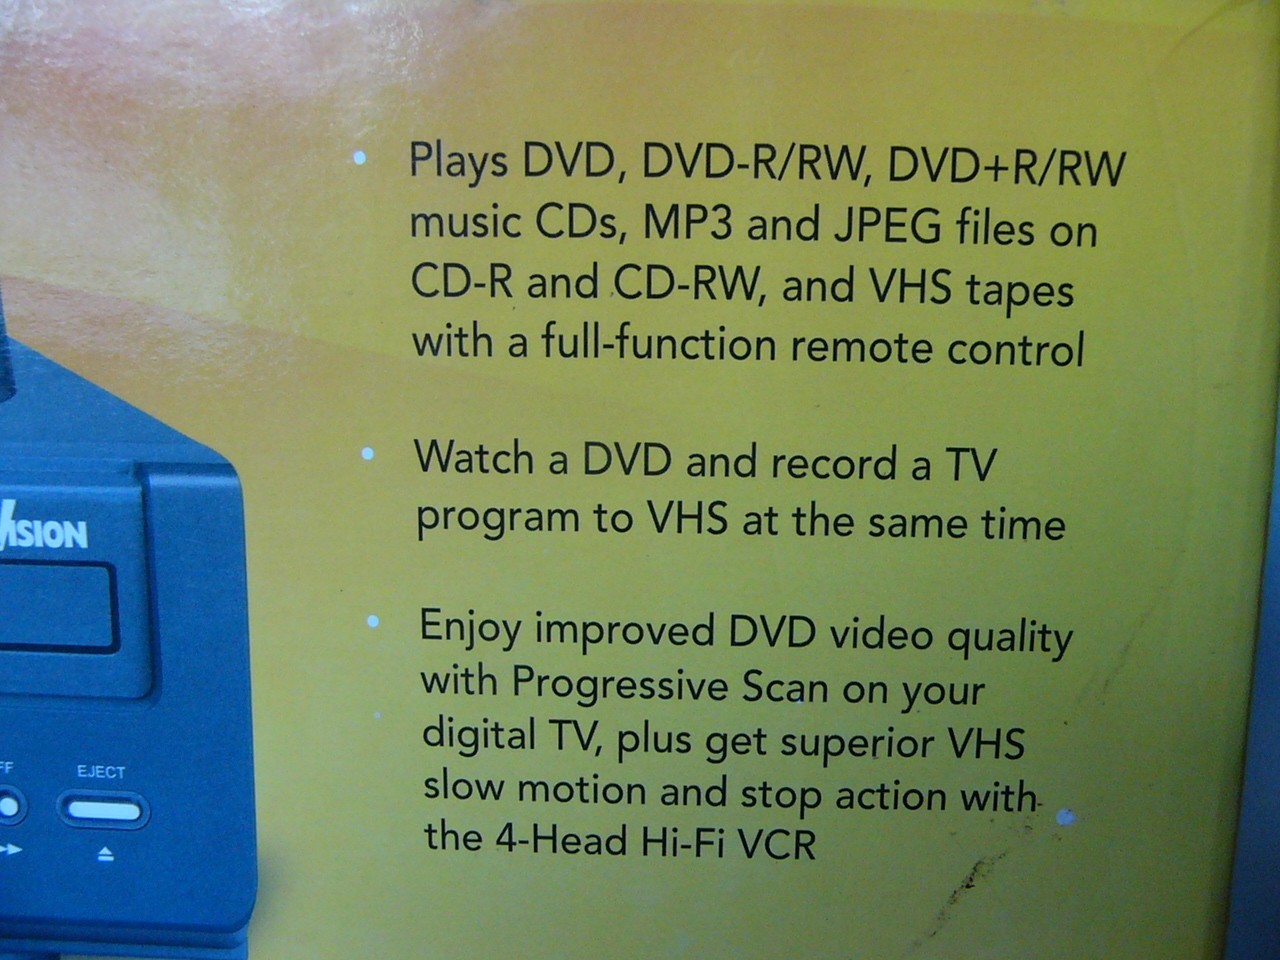 • Plays DVD, DVD-R/RW, DVD+R/RW
music CDs, MP3 and JPEG files on
CD-R and CD-RW, and VHS tapes
with a full-function remote control
• Watch a DVD and record a TV
program to VHS at the same time
• Enjoy improved DVD video quality
with Progressive Scan on your
digital TV, plus get superior VHS
slow motion and stop action with
the 4-Head Hi-Fi VCR
VISION
FF EJECT